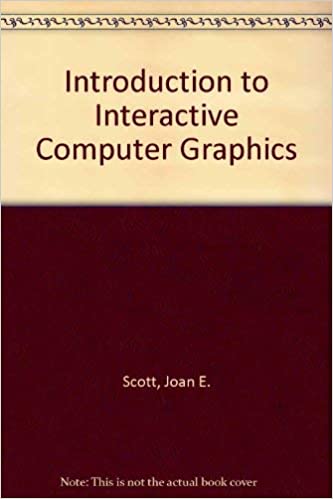 Introduction to
Interactive
Computer Graphics
Scott, Joan E.
Note: This is not the actual book cover